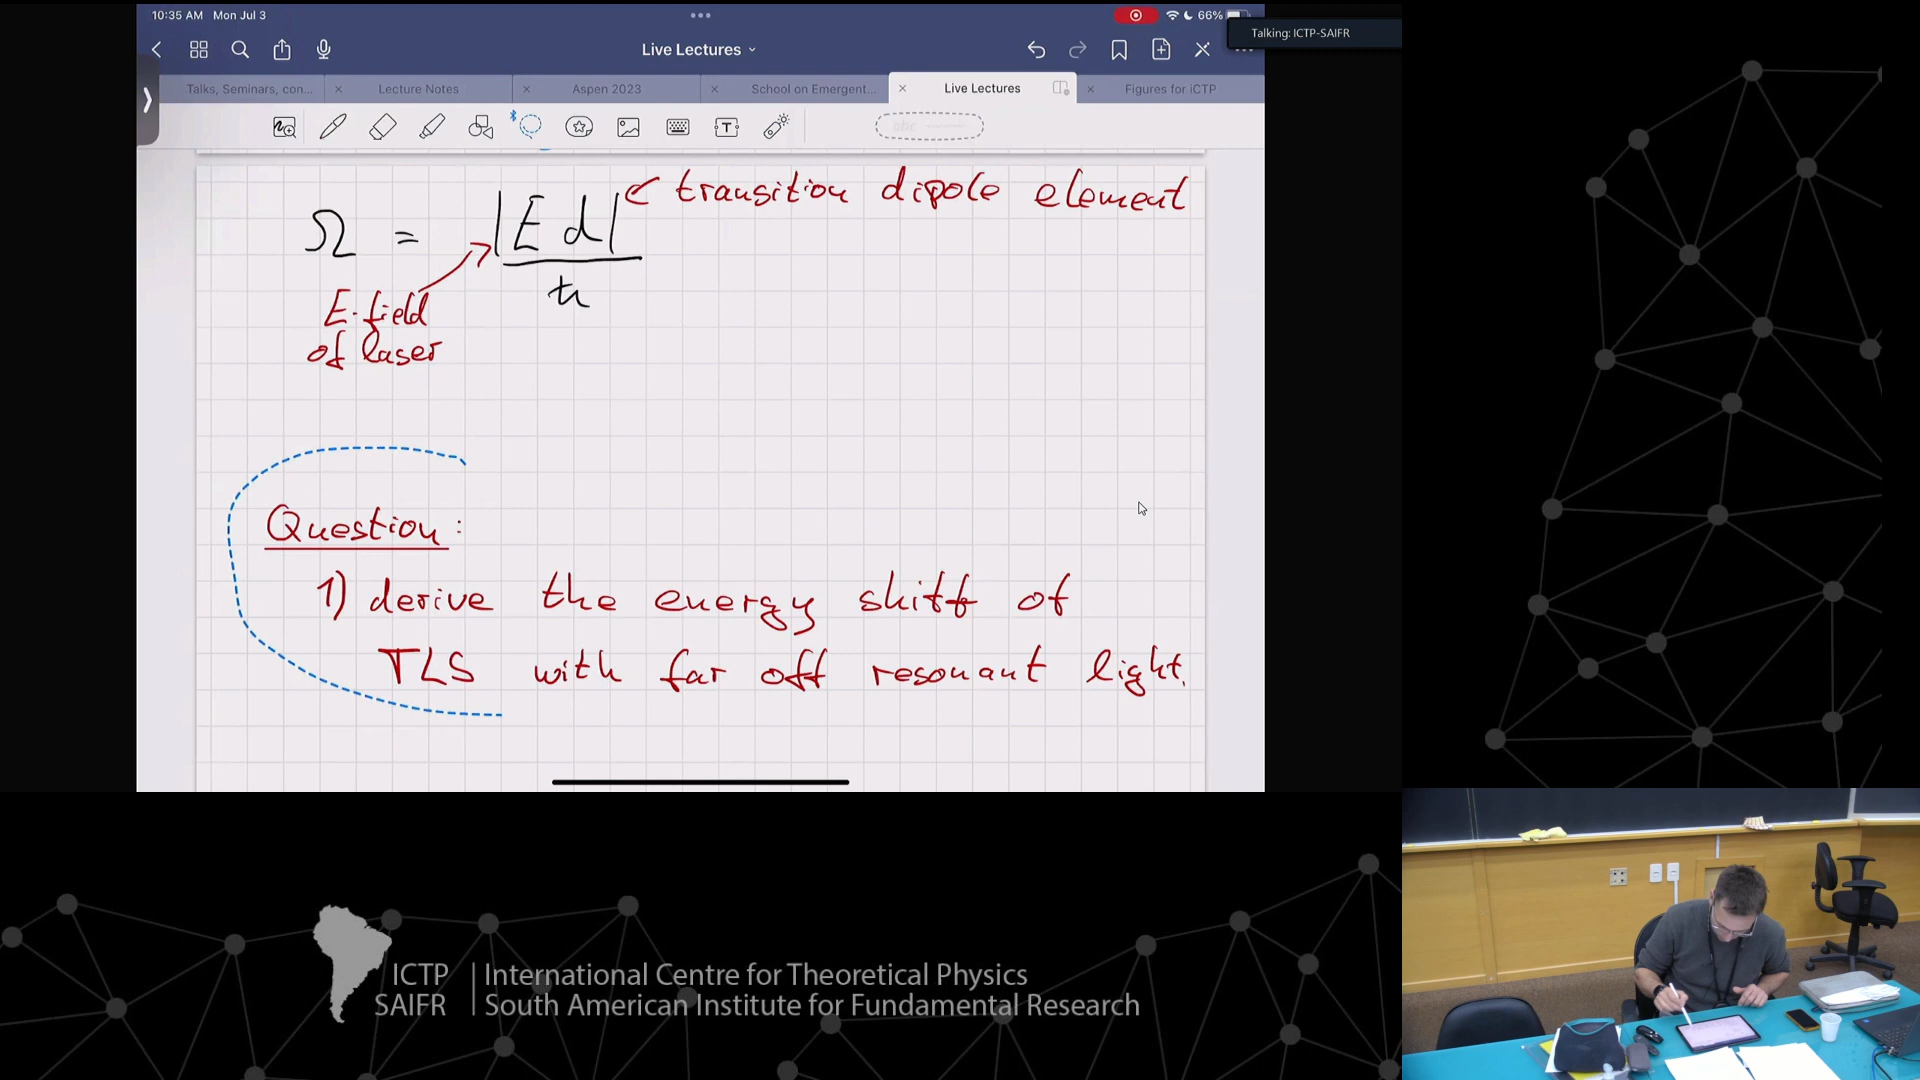 10:35 AM Mon Jul 3
66%
Talking: ICTP-SAIFR
Live Lectures
Talks, Seminars, con...
Lecture Notes
Aspen 2023
School on Emergent...
Live Lectures
Figures for iCTP
Ω = |E d| / ħ
transition dipole element
E-field
of laser
Question:
1) derive the energy shift of
TLS with far off resonant light.
ICTP
SAIFR
International Centre for Theoretical Physics
South American Institute for Fundamental Research